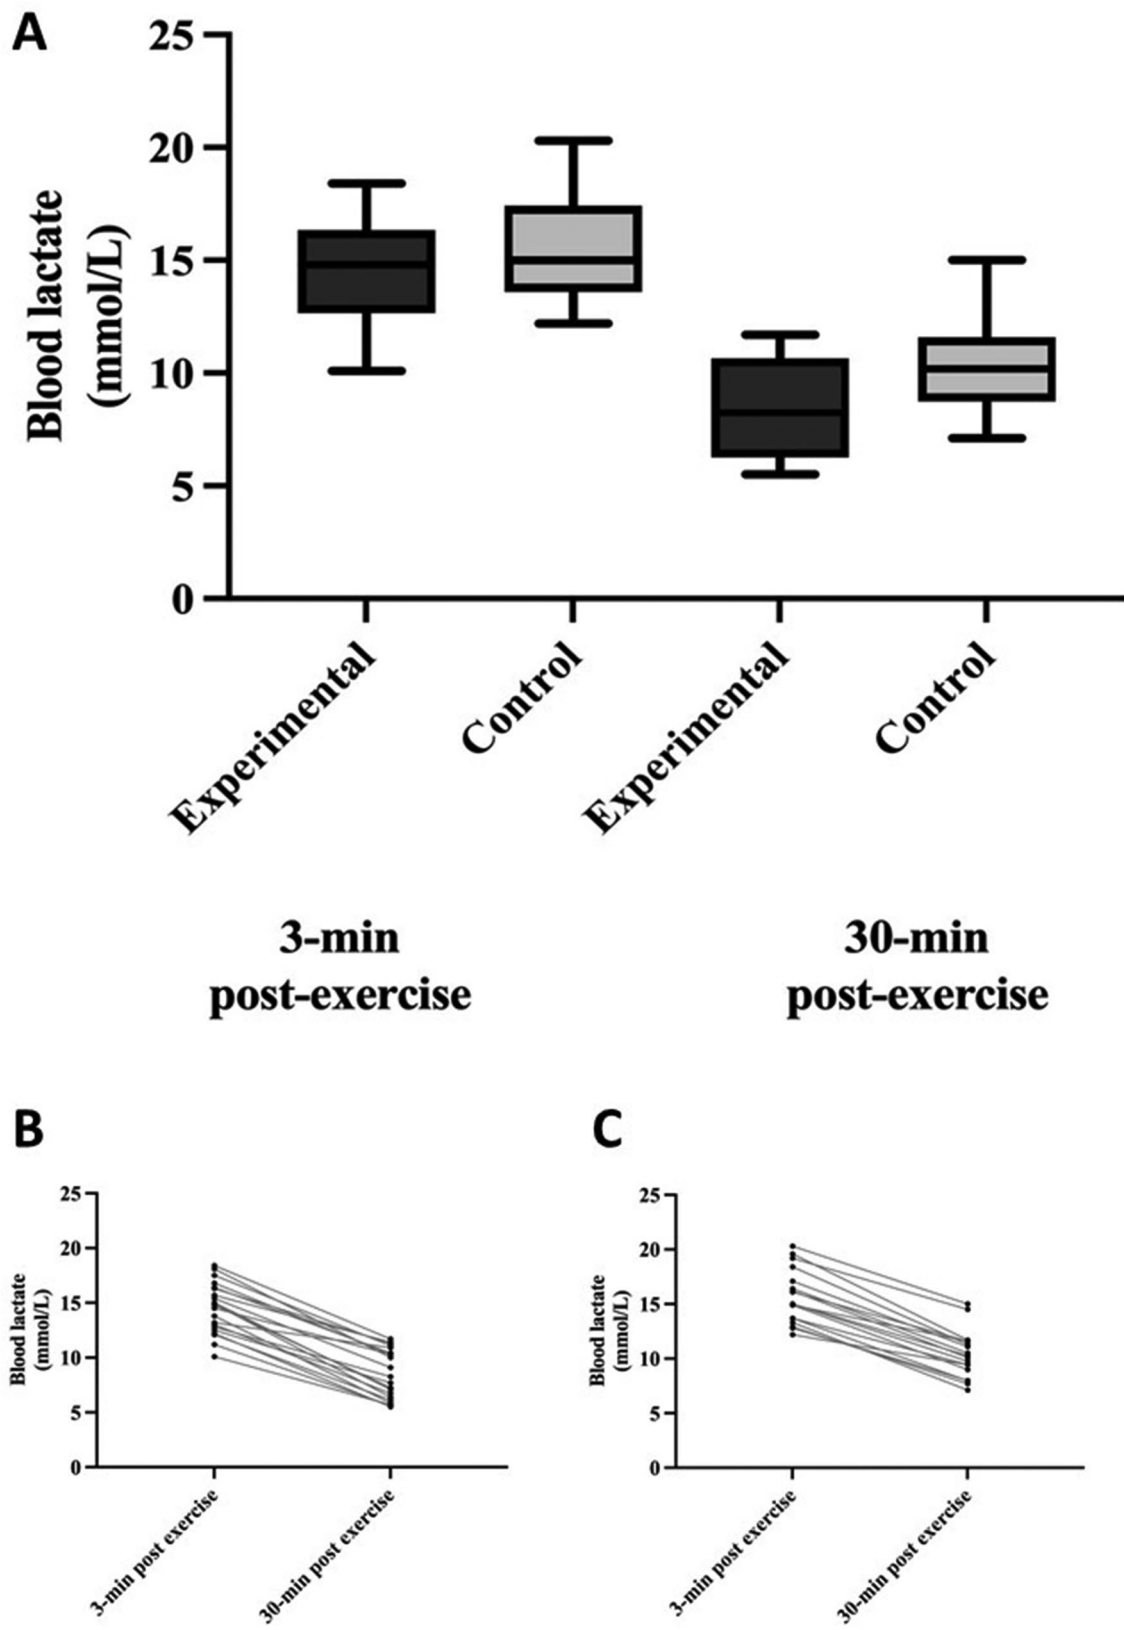 A
25
20
15
10
5
0
Blood lactate
(mmol/L)
Experimental
Control
Experimental
Control
3-min
post-exercise
30-min
post-exercise
B
25
20
15
10
5
0
Blood lactate
(mmol/L)
3-min post exercise
30-min post exercise
C
25
20
15
10
5
0
Blood lactate
(mmol/L)
3-min post exercise
30-min post exercise